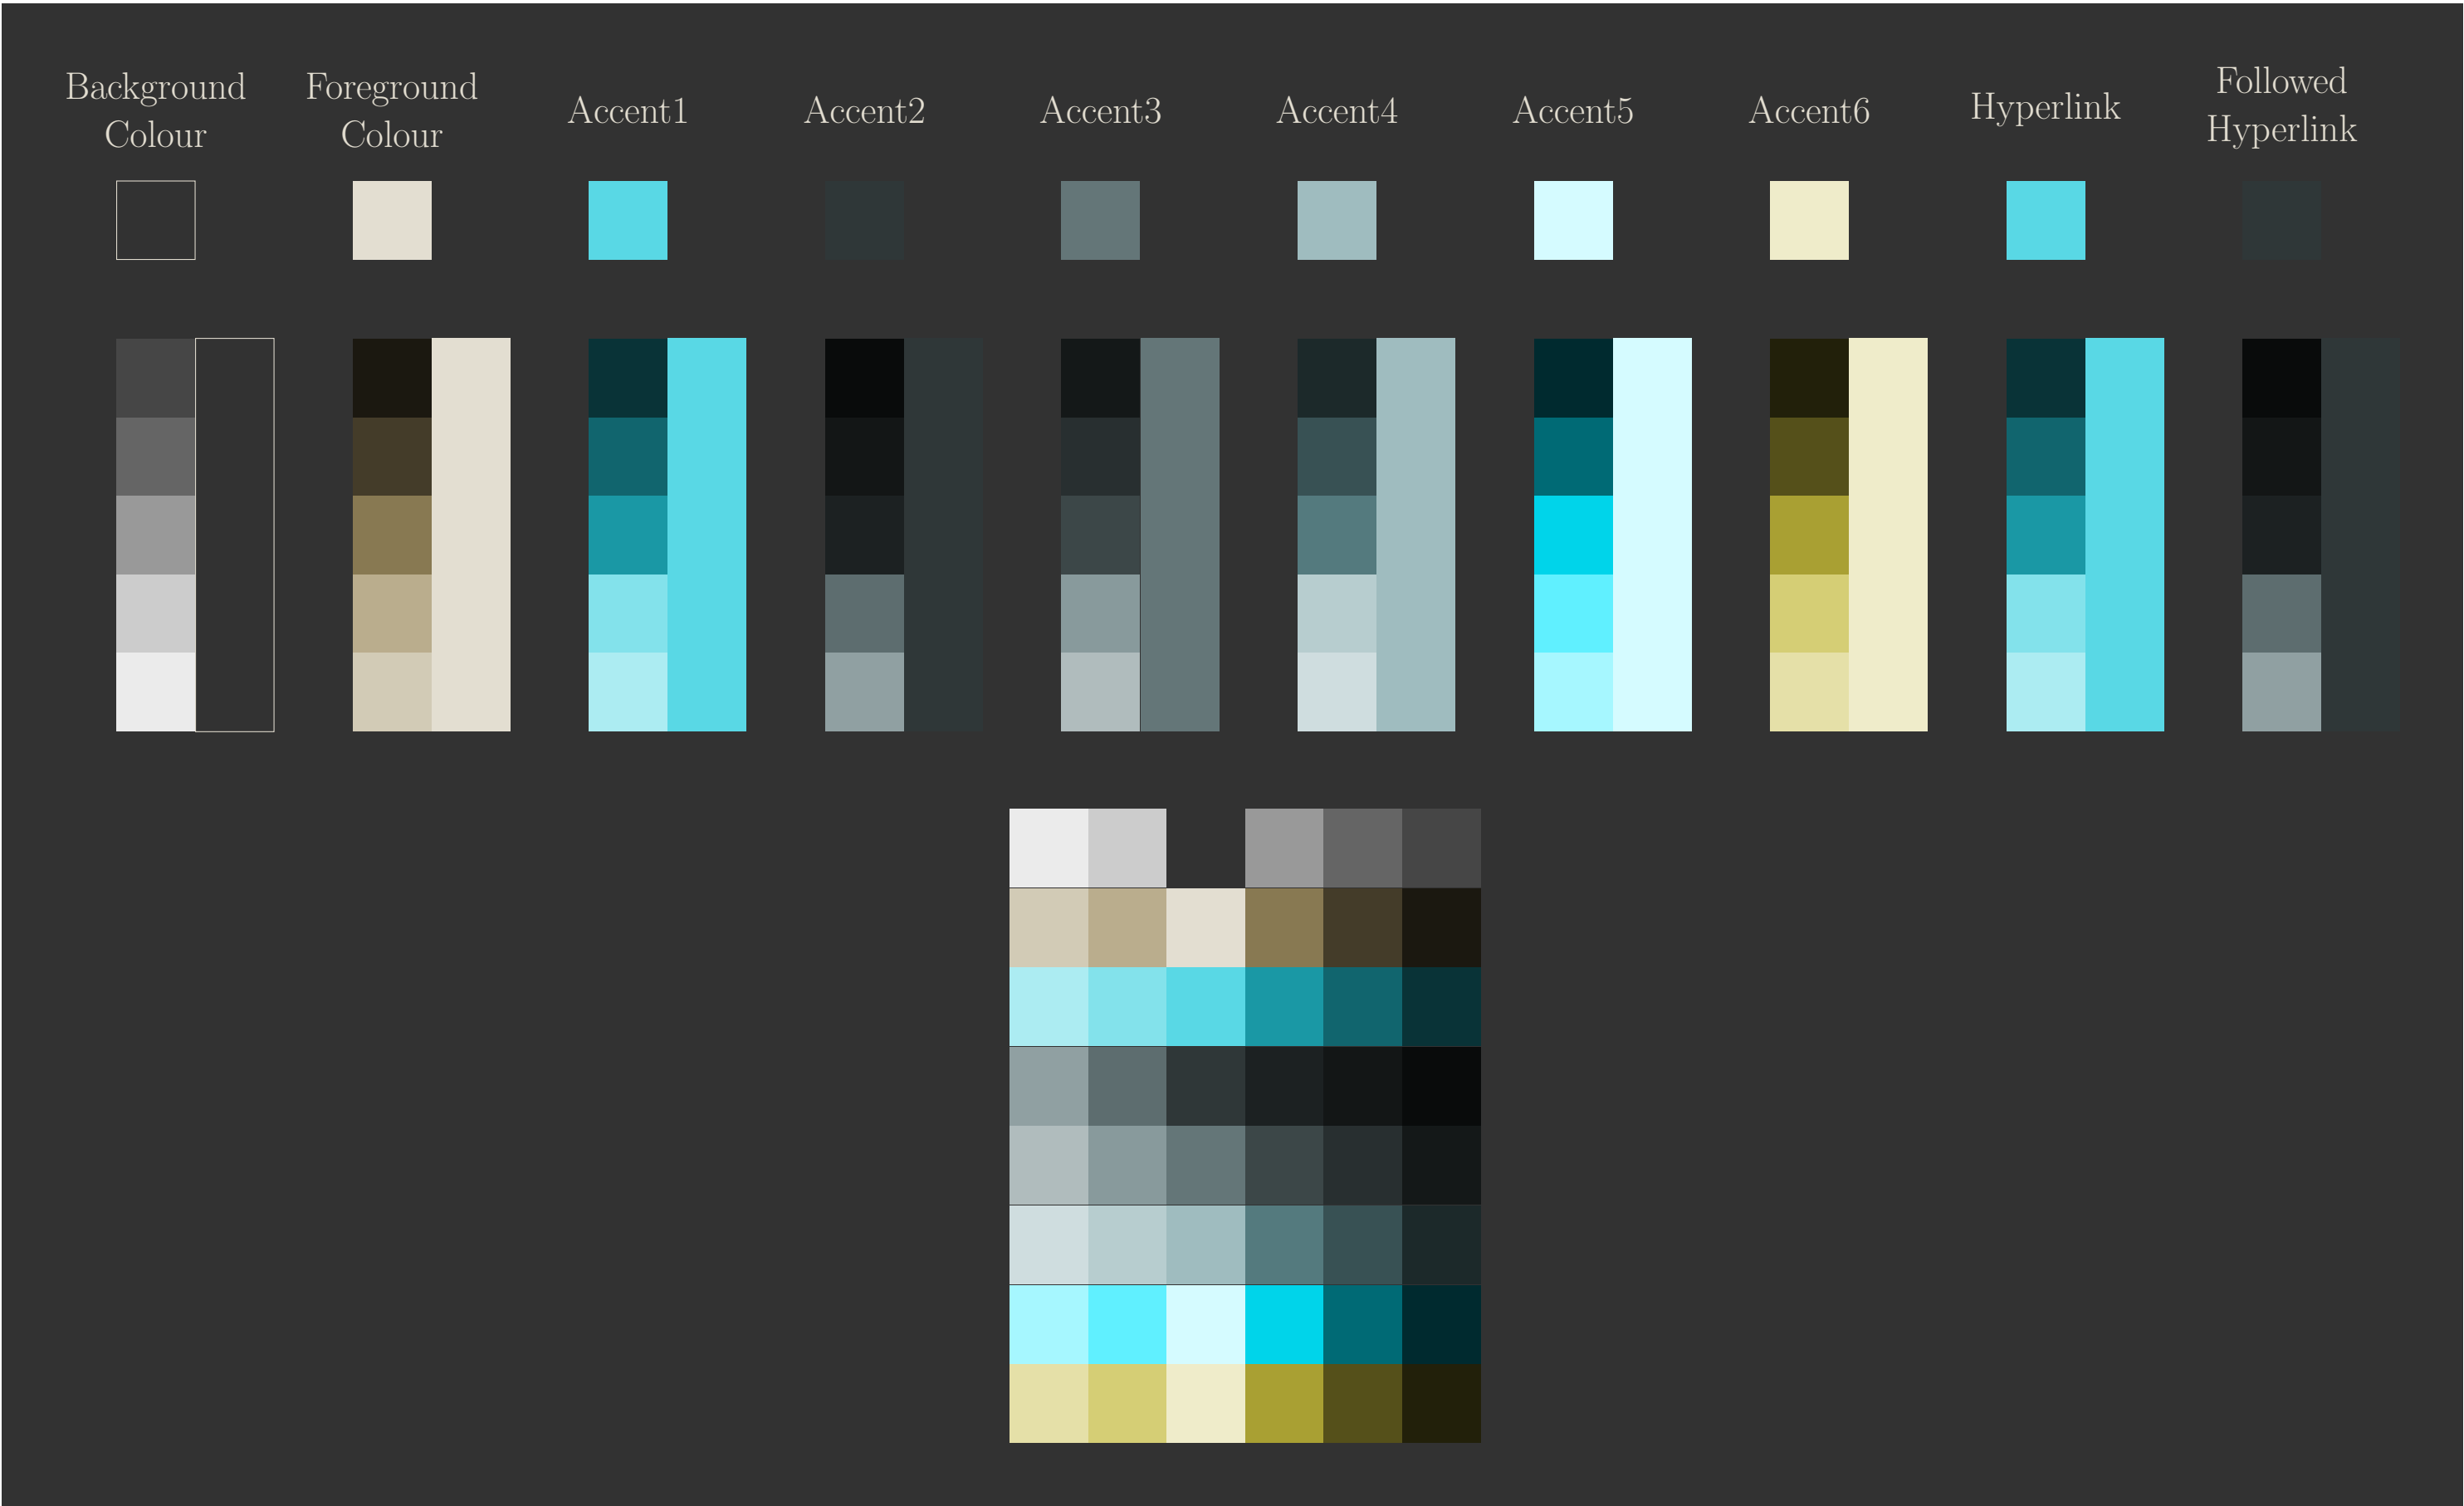 Background
Colour
Foreground
Colour
Accent1
Accent2
Accent3
Accent4
Accent5
Accent6
Hyperlink
Followed
Hyperlink